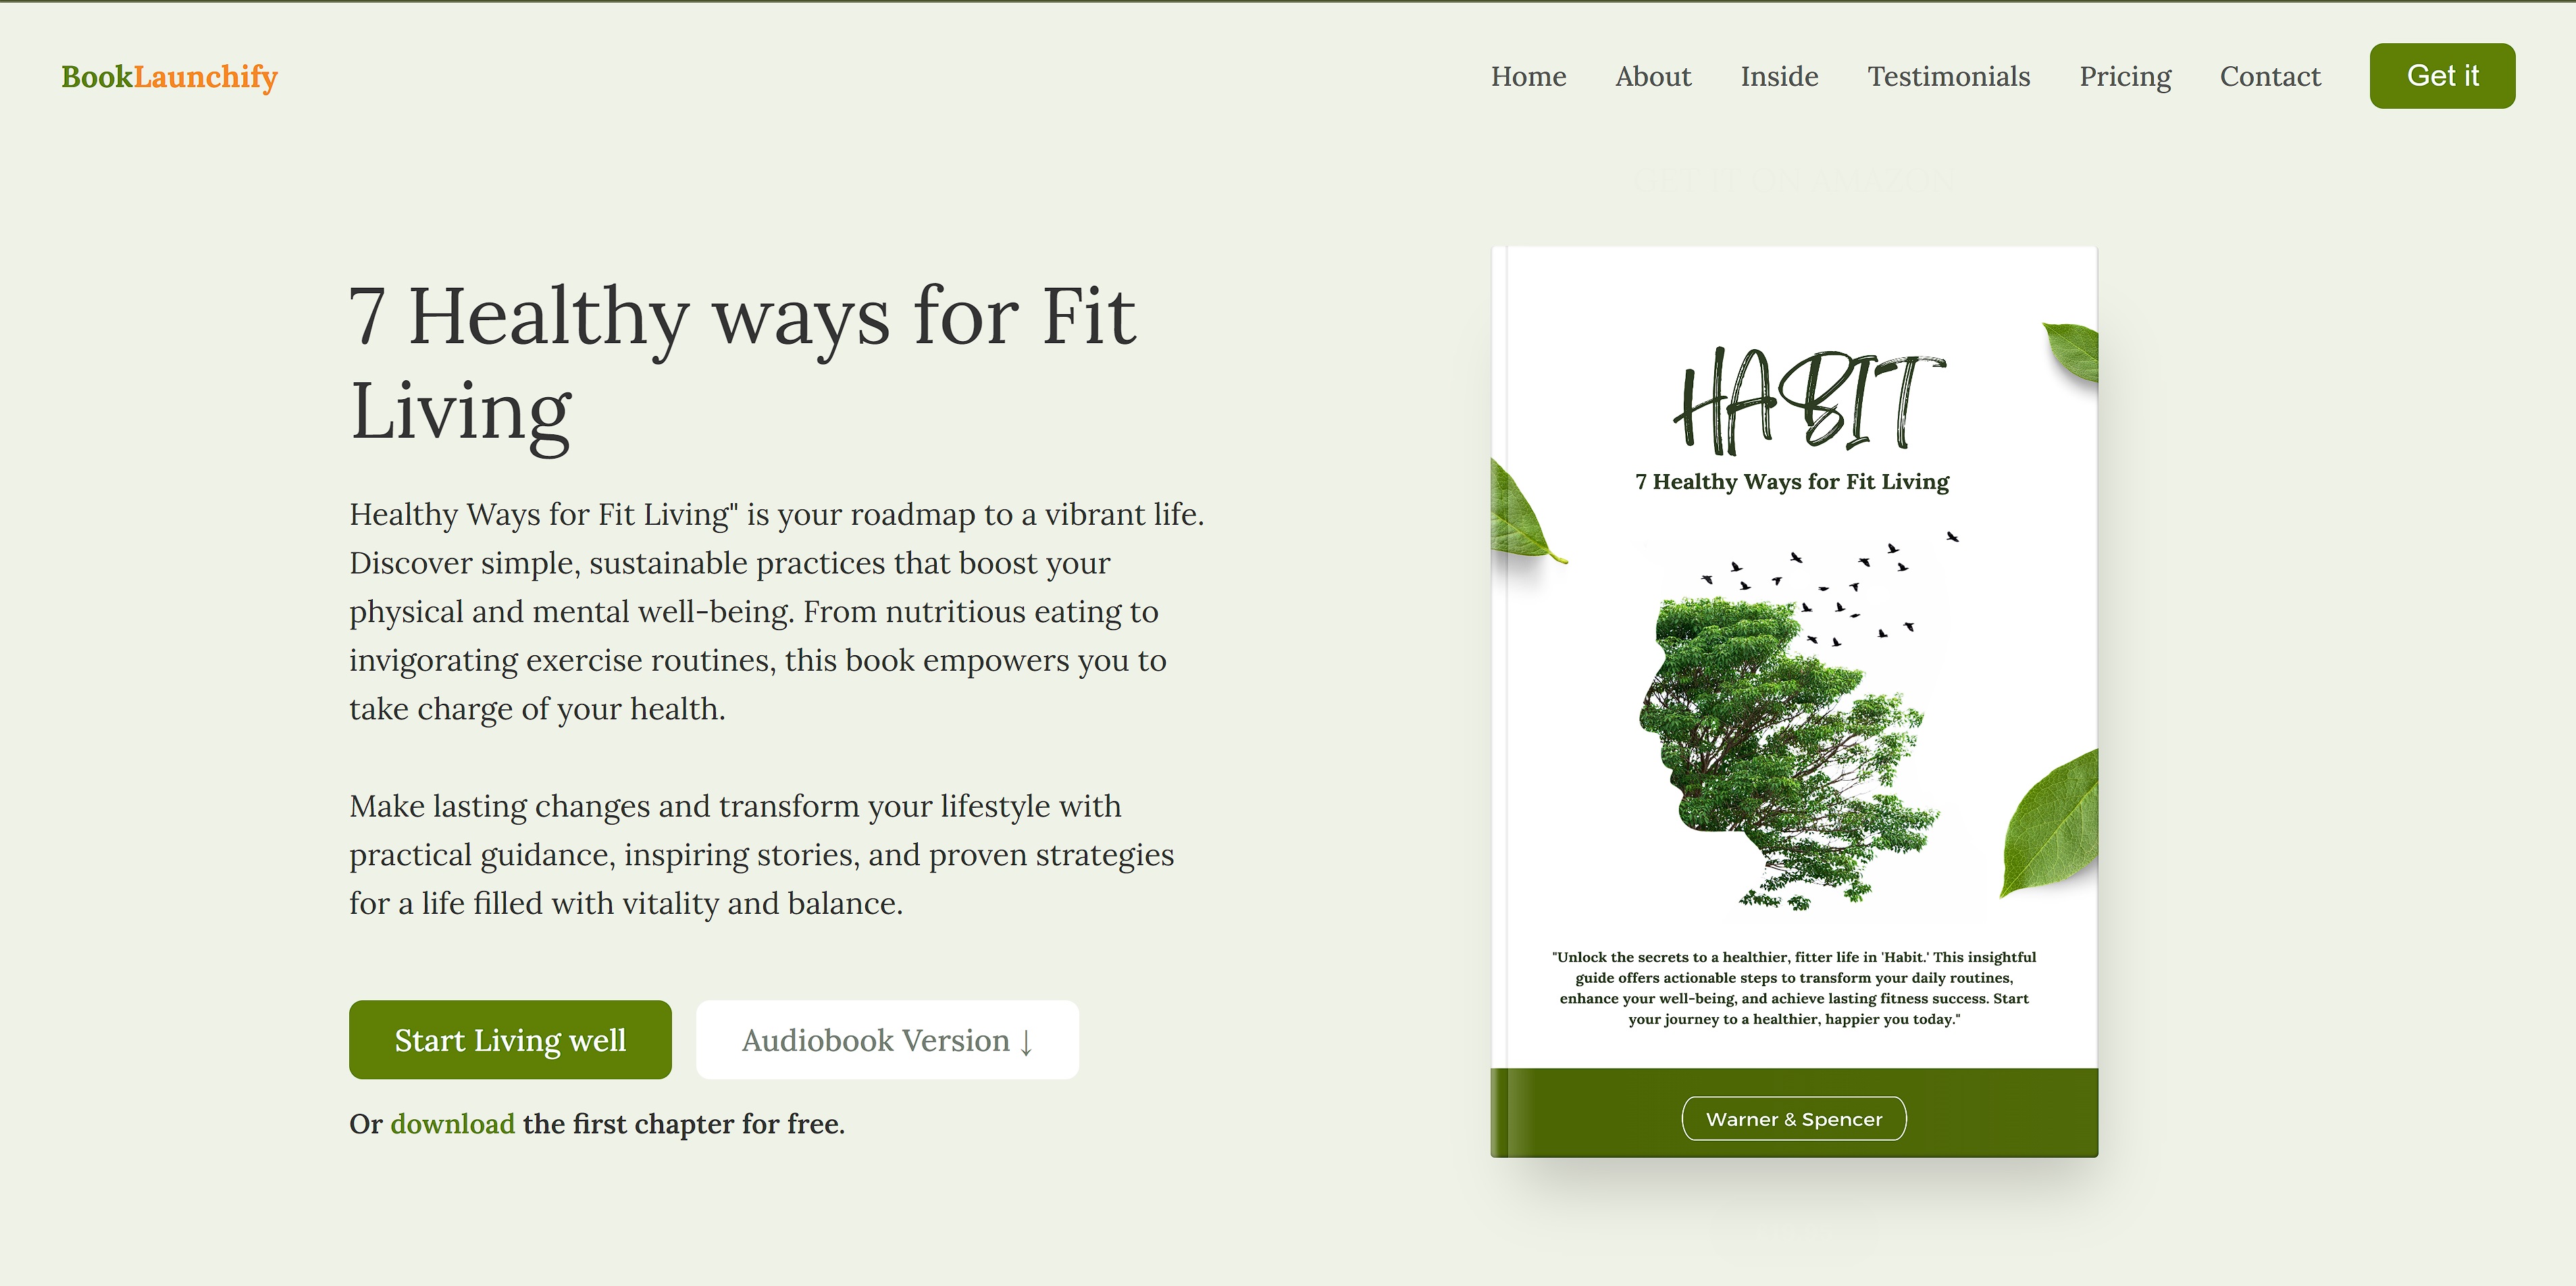 BookLaunchify
Home About Inside Testimonials Pricing Contact Get it
GET IT ON AMAZON
7 Healthy ways for Fit
Living
Healthy Ways for Fit Living" is your roadmap to a vibrant life.
Discover simple, sustainable practices that boost your
physical and mental well-being. From nutritious eating to
invigorating exercise routines, this book empowers you to
take charge of your health.
Make lasting changes and transform your lifestyle with
practical guidance, inspiring stories, and proven strategies
for a life filled with vitality and balance.
Start Living well
Audiobook Version ↓
Or download the first chapter for free.
HABIT
7 Healthy Ways for Fit Living
"Unlock the secrets to a healthier, fitter life in 'Habit.' This insightful
guide offers actionable steps to transform your daily routines,
enhance your well-being, and achieve lasting fitness success. Start
your journey to a healthier, happier you today."
Warner & Spencer